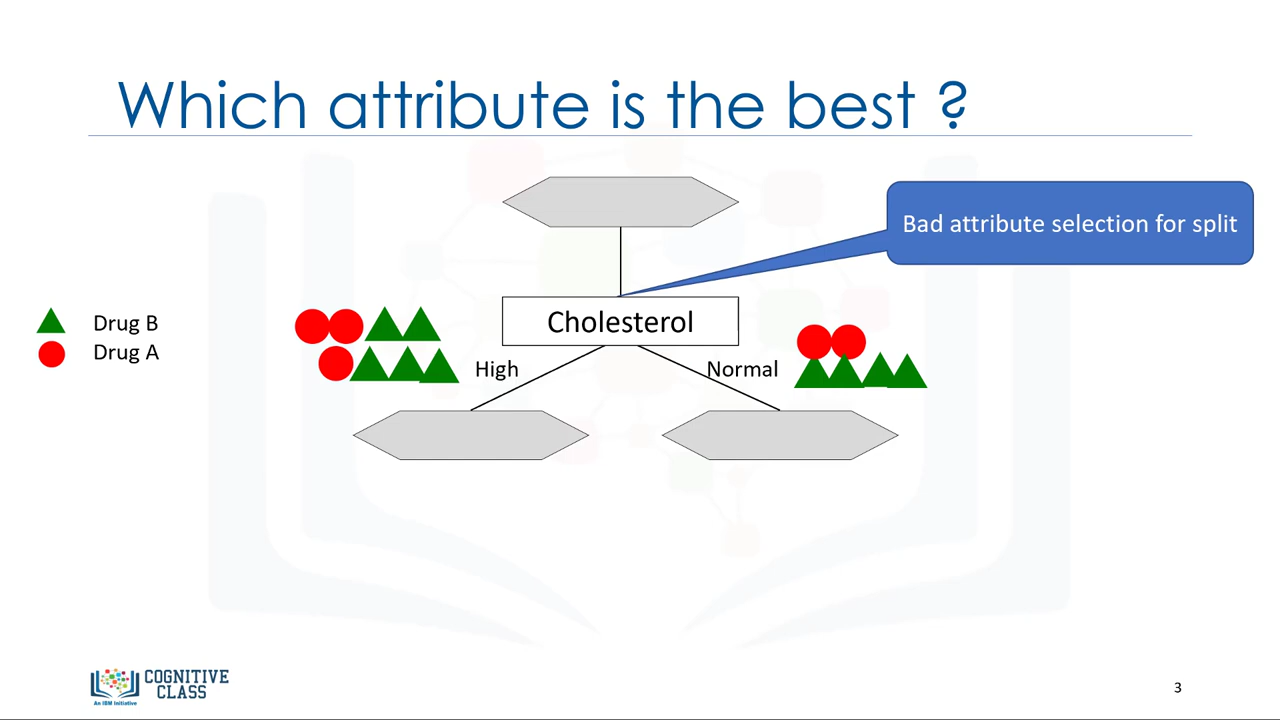 Which attribute is the best ?
Bad attribute selection for split
Cholesterol
Drug B
Drug A
High
Normal
COGNITIVE
CLASS
An IBM Initiative
3